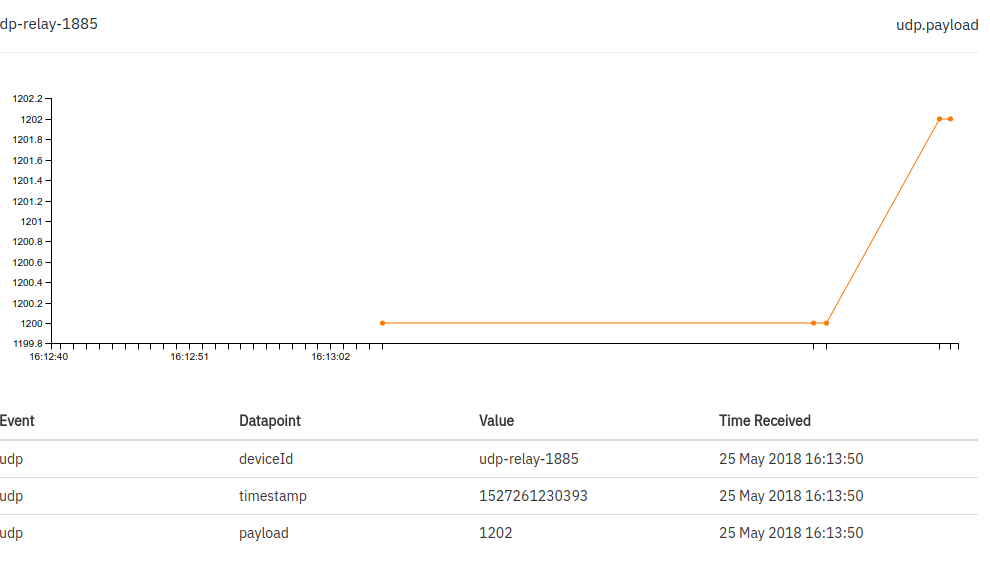 dp-relay-1885 udp.payload
1202.2
1202
1201.8
1201.6
1201.4
1201.2
1201
1200.8
1200.6
1200.4
1200.2
1200
1199.8
16:12:40 16:12:51 16:13:02
Event Datapoint Value Time Received
udp deviceId udp-relay-1885 25 May 2018 16:13:50
udp timestamp 1527261230393 25 May 2018 16:13:50
udp payload 1202 25 May 2018 16:13:50